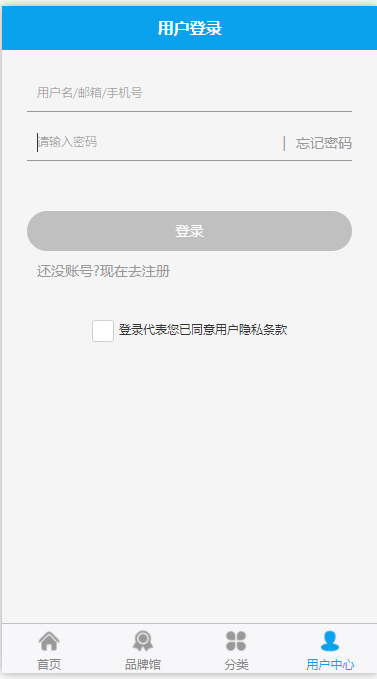 用户登录
用户名/邮箱/手机号
请输入密码 | 忘记密码
登录
还没账号?现在去注册
登录代表您已同意用户隐私条款
首页 品牌馆 分类 用户中心